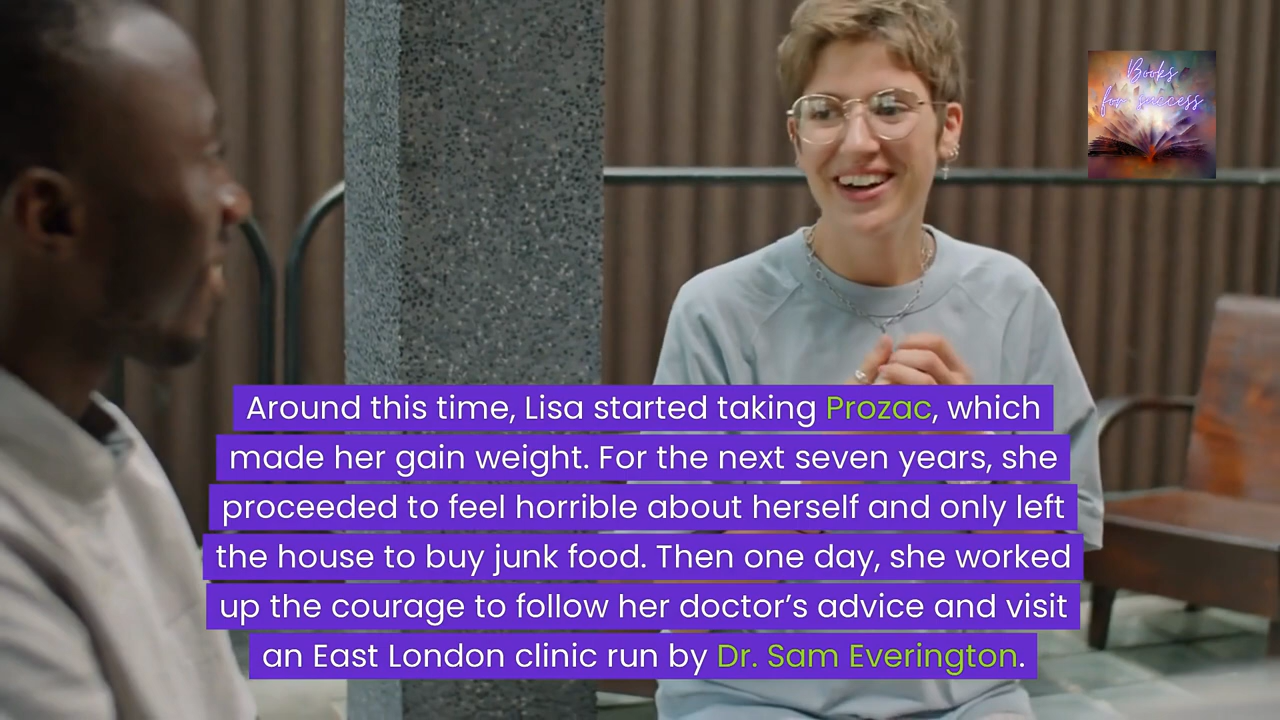 Books
for success
Around this time, Lisa started taking Prozac, which
made her gain weight. For the next seven years, she
proceeded to feel horrible about herself and only left
the house to buy junk food. Then one day, she worked
up the courage to follow her doctor’s advice and visit
an East London clinic run by Dr. Sam Everington.